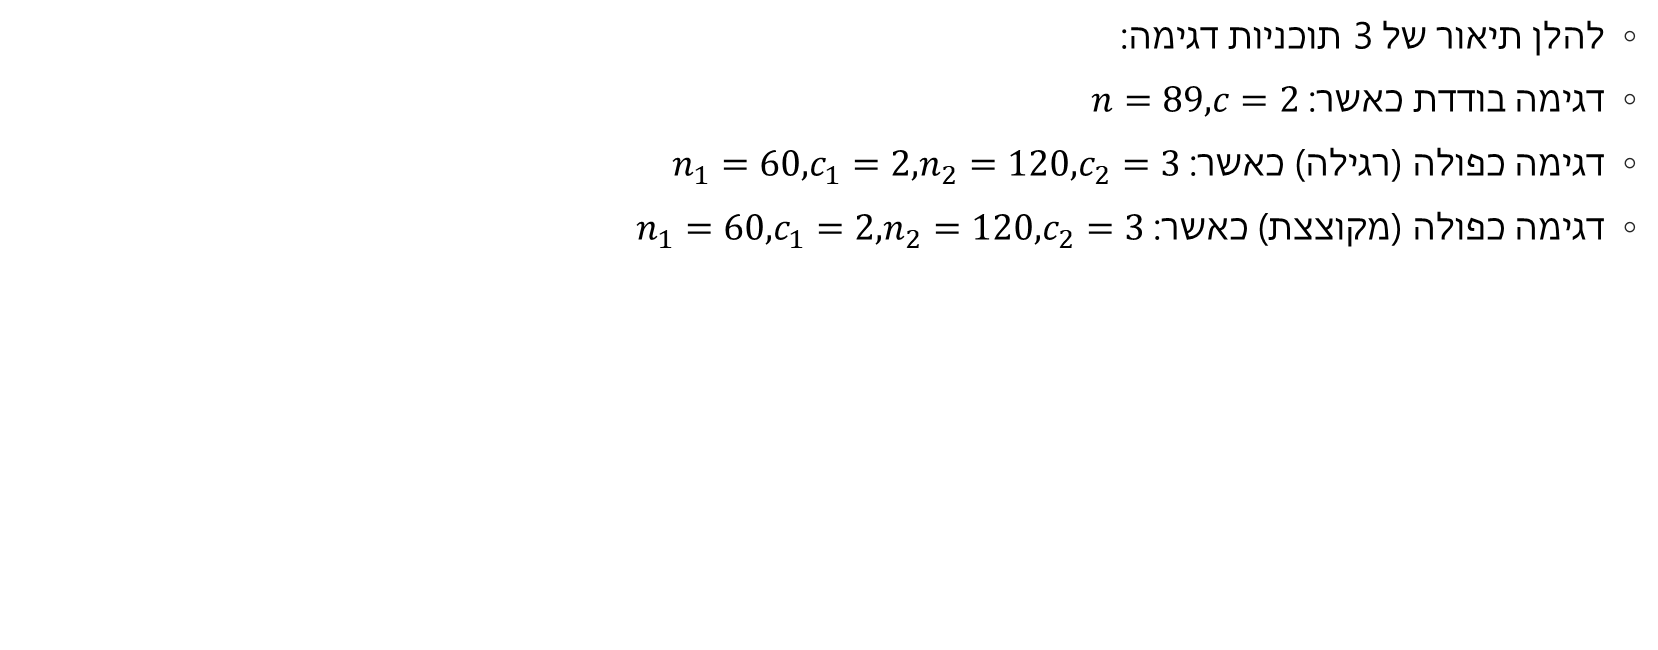 ◦ להלן תיאור של 3 תוכניות דגימה:
◦ דגימה בודדת כאשר: n = 89,c = 2
◦ דגימה כפולה (רגילה) כאשר: n₁ = 60,c₁ = 2,n₂ = 120,c₂ = 3
◦ דגימה כפולה (מקוצצת) כאשר: n₁ = 60,c₁ = 2,n₂ = 120,c₂ = 3